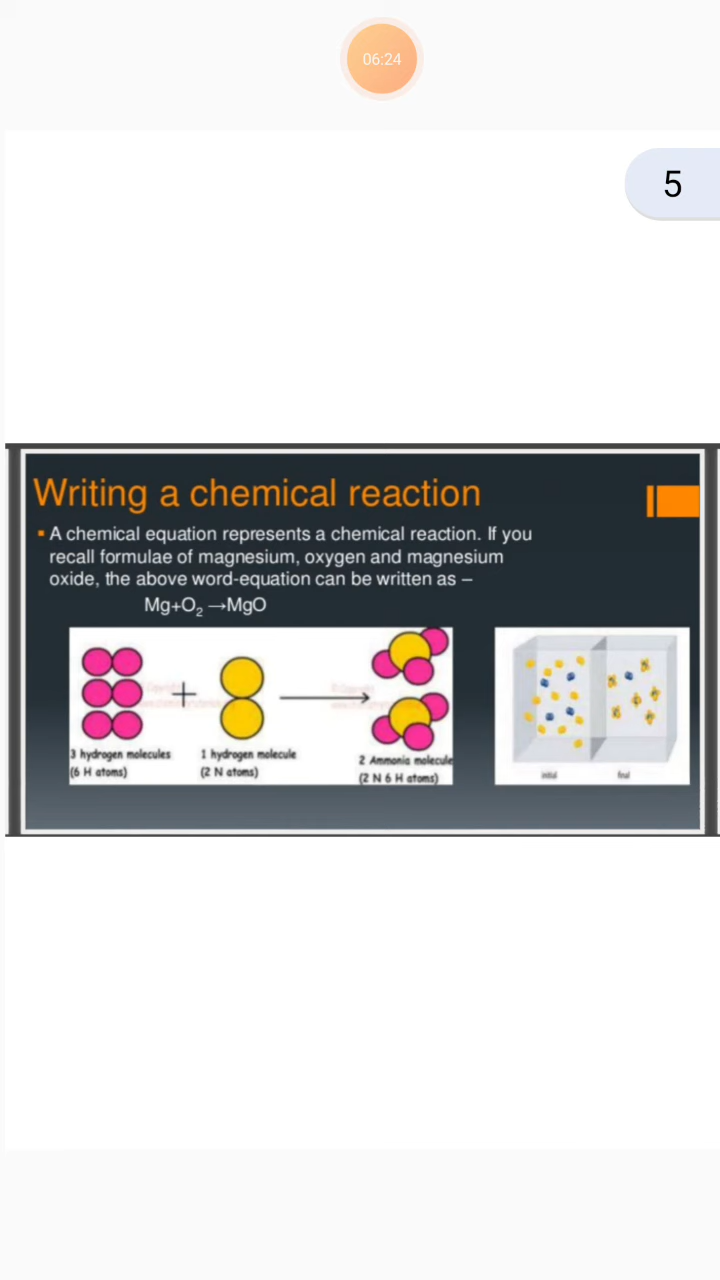 06:24
5
Writing a chemical reaction
▪ A chemical equation represents a chemical reaction. If you
recall formulae of magnesium, oxygen and magnesium
oxide, the above word-equation can be written as –
Mg+O₂ →MgO
+
3 hydrogen molecules
(6 H atoms)
1 hydrogen molecule
(2 N atoms)
2 Ammonia molecule
(2 N 6 H atoms)
initial
final